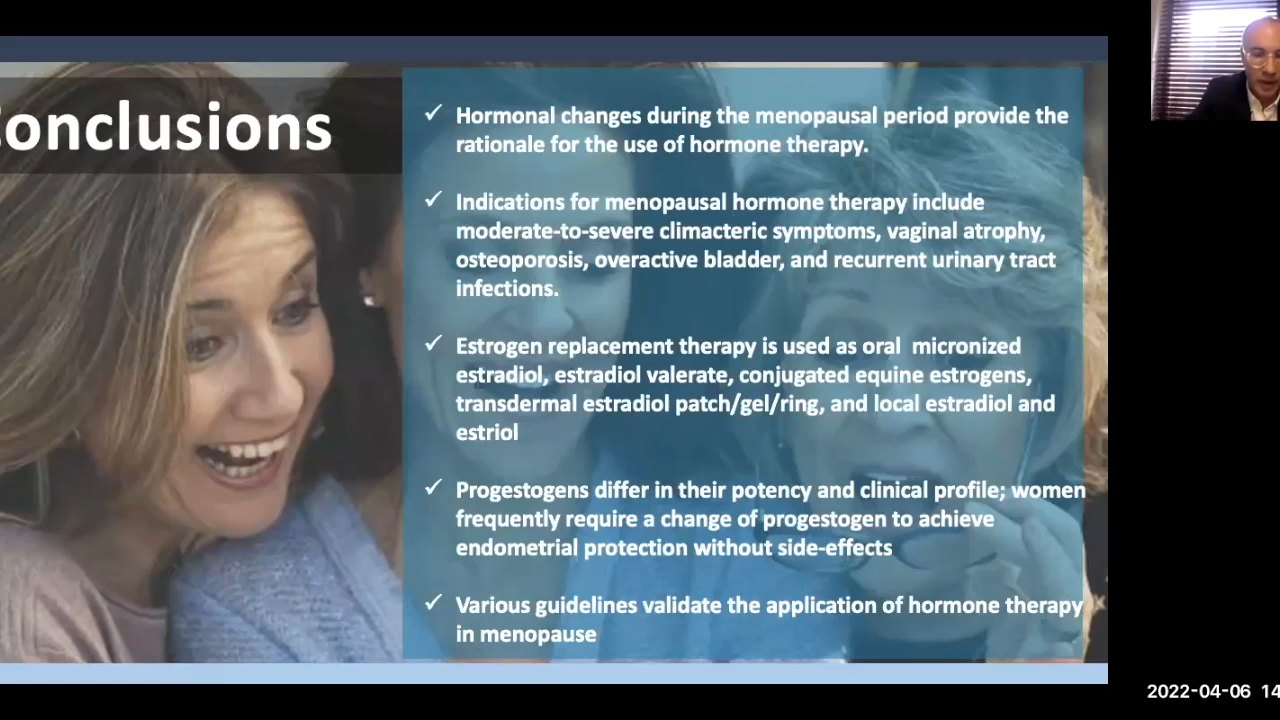 onclusions
✓ Hormonal changes during the menopausal period provide the
rationale for the use of hormone therapy.
✓ Indications for menopausal hormone therapy include
moderate-to-severe climacteric symptoms, vaginal atrophy,
osteoporosis, overactive bladder, and recurrent urinary tract
infections.
✓ Estrogen replacement therapy is used as oral  micronized
estradiol, estradiol valerate, conjugated equine estrogens,
transdermal estradiol patch/gel/ring, and local estradiol and
estriol
✓ Progestogens differ in their potency and clinical profile; women
frequently require a change of progestogen to achieve
endometrial protection without side-effects
✓ Various guidelines validate the application of hormone therapy
in menopause
2022-04-06 14